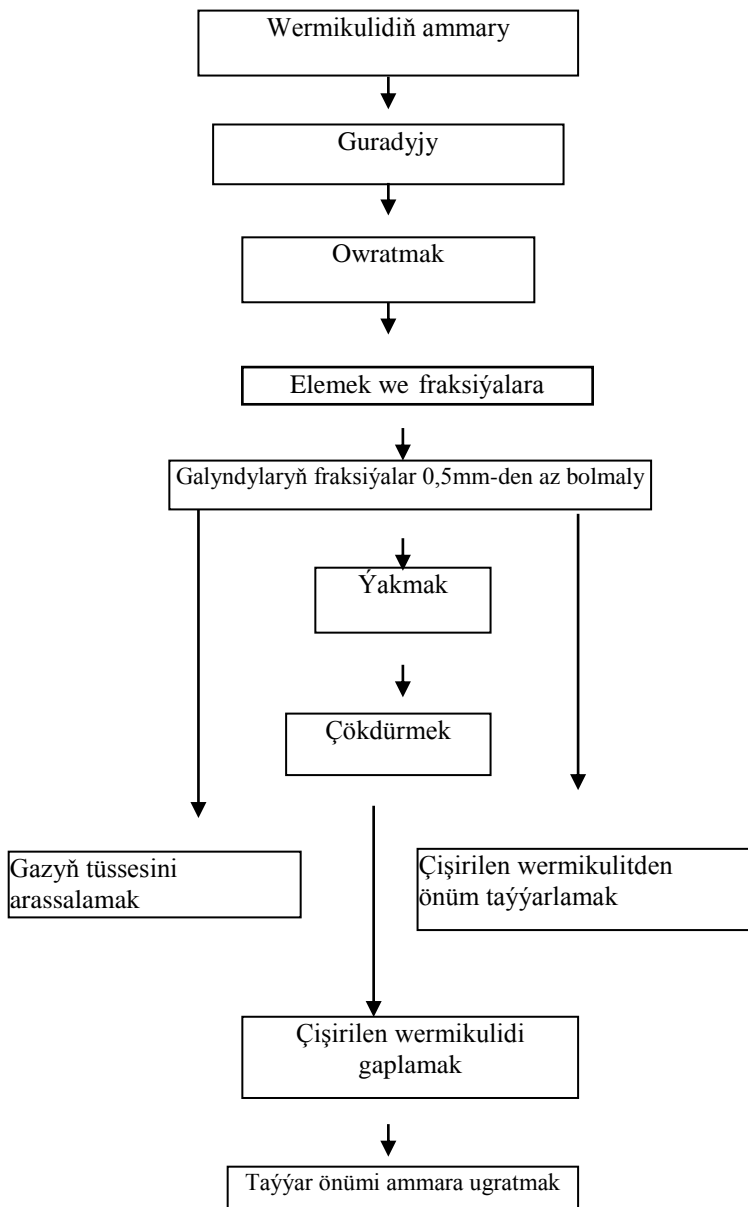 Wermikulidiň ammary
Guradyjy
Owratmak
Elemek we fraksiýalara
Galyndylaryň fraksiýalar 0,5mm-den az bolmaly
Ýakmak
Çökdürmek
Gazyň tüssesini
arassalamak
Çişirilen wermikulitden
önüm taýýarlamak
Çişirilen wermikulidi
gaplamak
Taýýar önümi ammara ugratmak